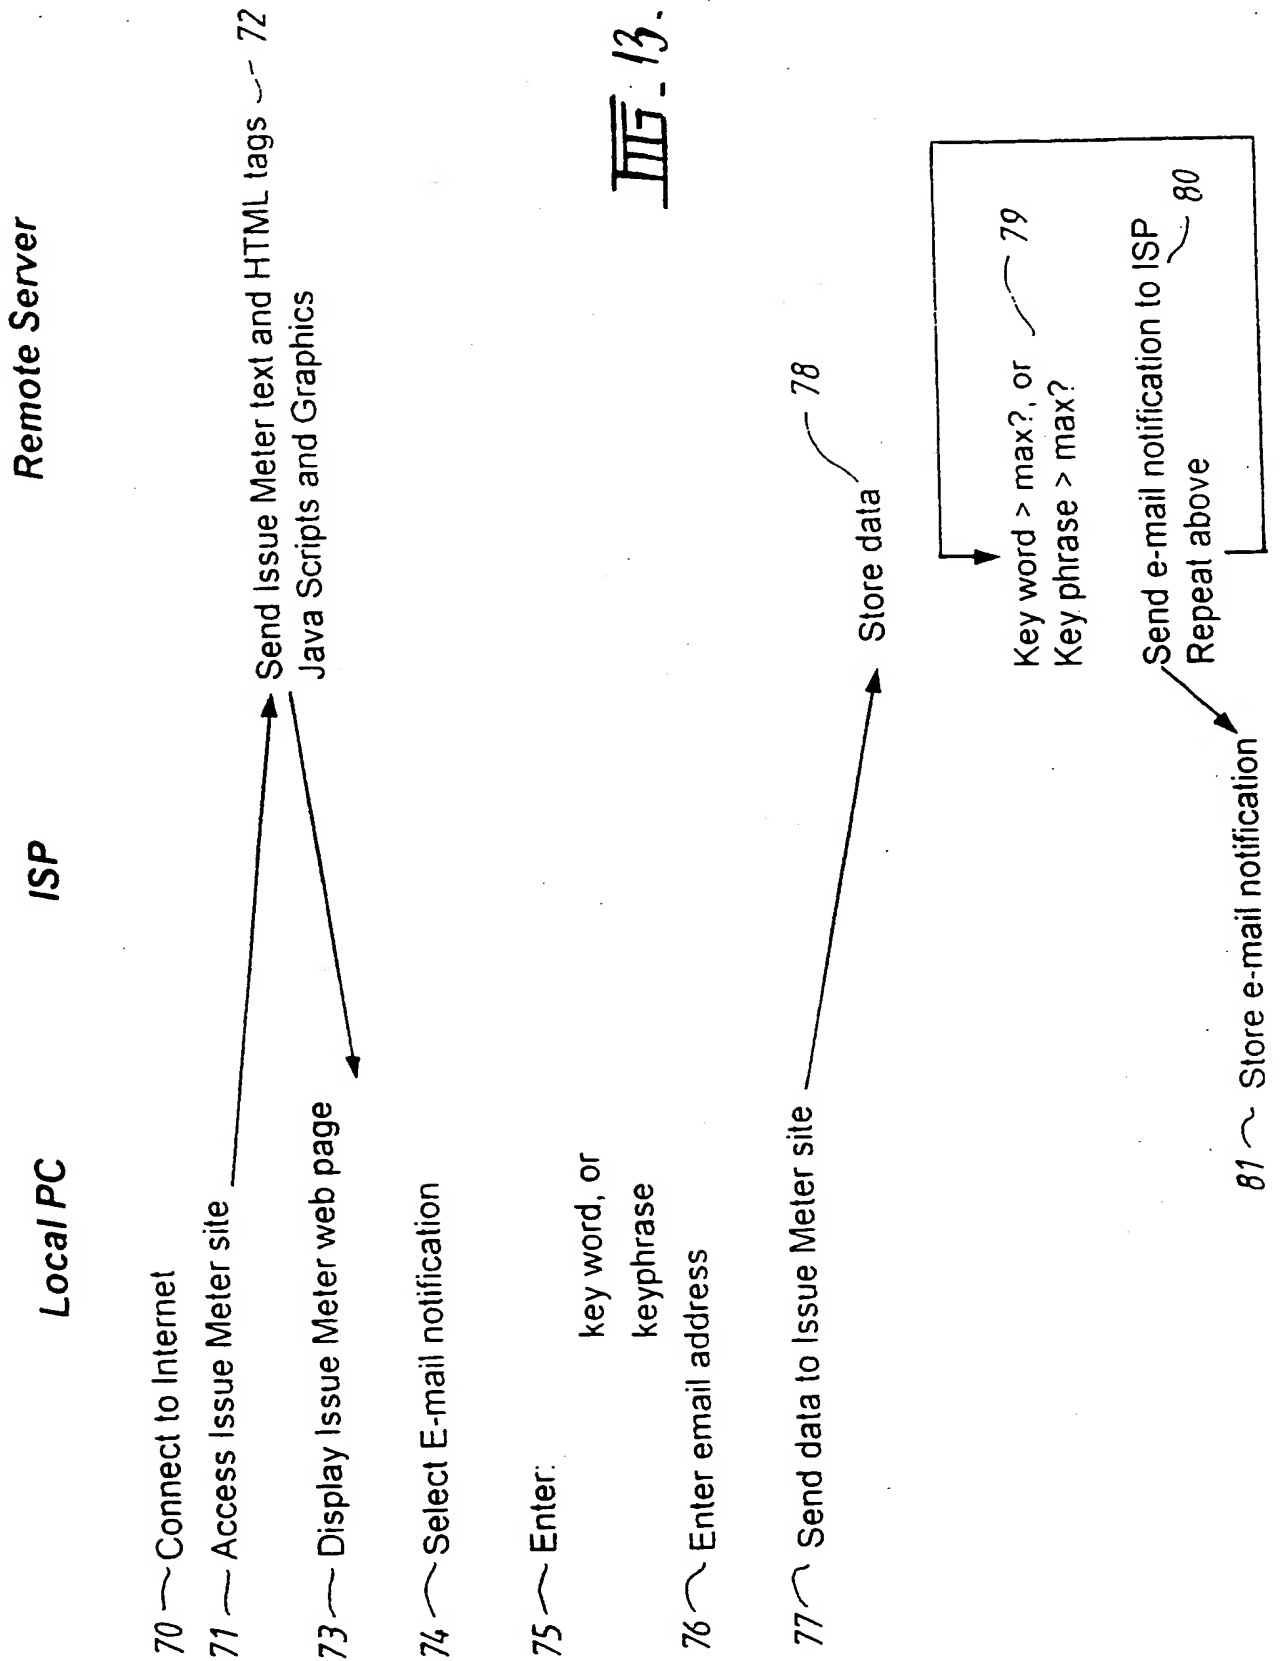 Local PC
ISP
Remote Server
70 Connect to Internet
71 Access Issue Meter site
Send Issue Meter text and HTML tags 72
Java Scripts and Graphics
73 Display Issue Meter web page
74 Select E-mail notification
75 Enter:
key word, or
keyphrase
76 Enter email address
77 Send data to Issue Meter site
Store data 78
Key word > max?, or 79
Key phrase > max?
Send e-mail notification to ISP 80
Repeat above
81 Store e-mail notification
FIG. 13.